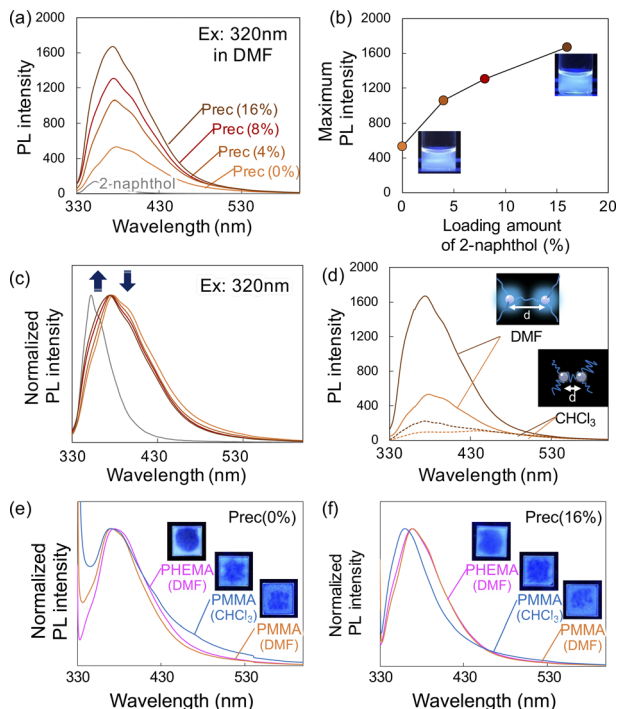 (a)
2000
1600
1200
800
400
0
PL intensity
Ex: 320nm
in DMF
Prec (16%)
Prec (8%)
Prec (4%)
Prec (0%)
2-naphthol
330
430
530
Wavelength (nm)
(b)
2000
1600
1200
800
400
0
Maximum
PL intensity
0
5
10
15
20
Loading amount
of 2-naphthol (%)
(c)
Ex: 320nm
Normalized
PL intensity
330
430
530
Wavelength (nm)
(d)
2000
1600
1200
800
400
0
PL intensity
d
DMF
d
CHCl₃
330
430
530
Wavelength (nm)
(e)
Prec(0%)
Normalized
PL intensity
PHEMA
(DMF)
PMMA
(CHCl₃)
PMMA
(DMF)
330
430
530
Wavelength (nm)
(f)
Prec(16%)
Normalized
PL intensity
PHEMA
(DMF)
PMMA
(CHCl₃)
PMMA
(DMF)
330
430
530
Wavelength (nm)